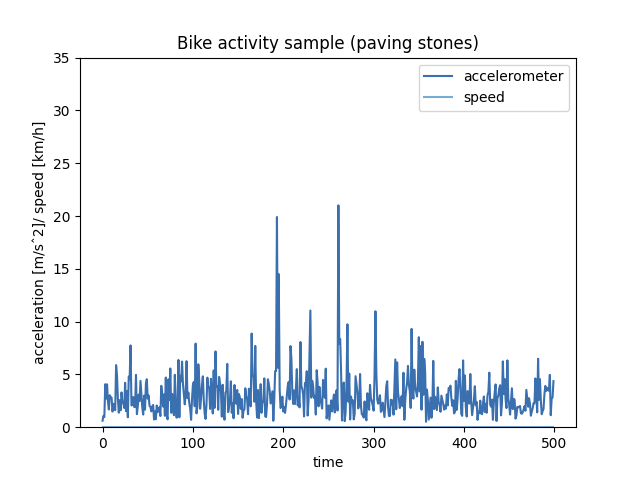 Bike activity sample (paving stones)
accelerometer
speed
35
30
25
20
15
10
5
0
acceleration [m/sˆ2]/ speed [km/h]
0 100 200 300 400 500
time